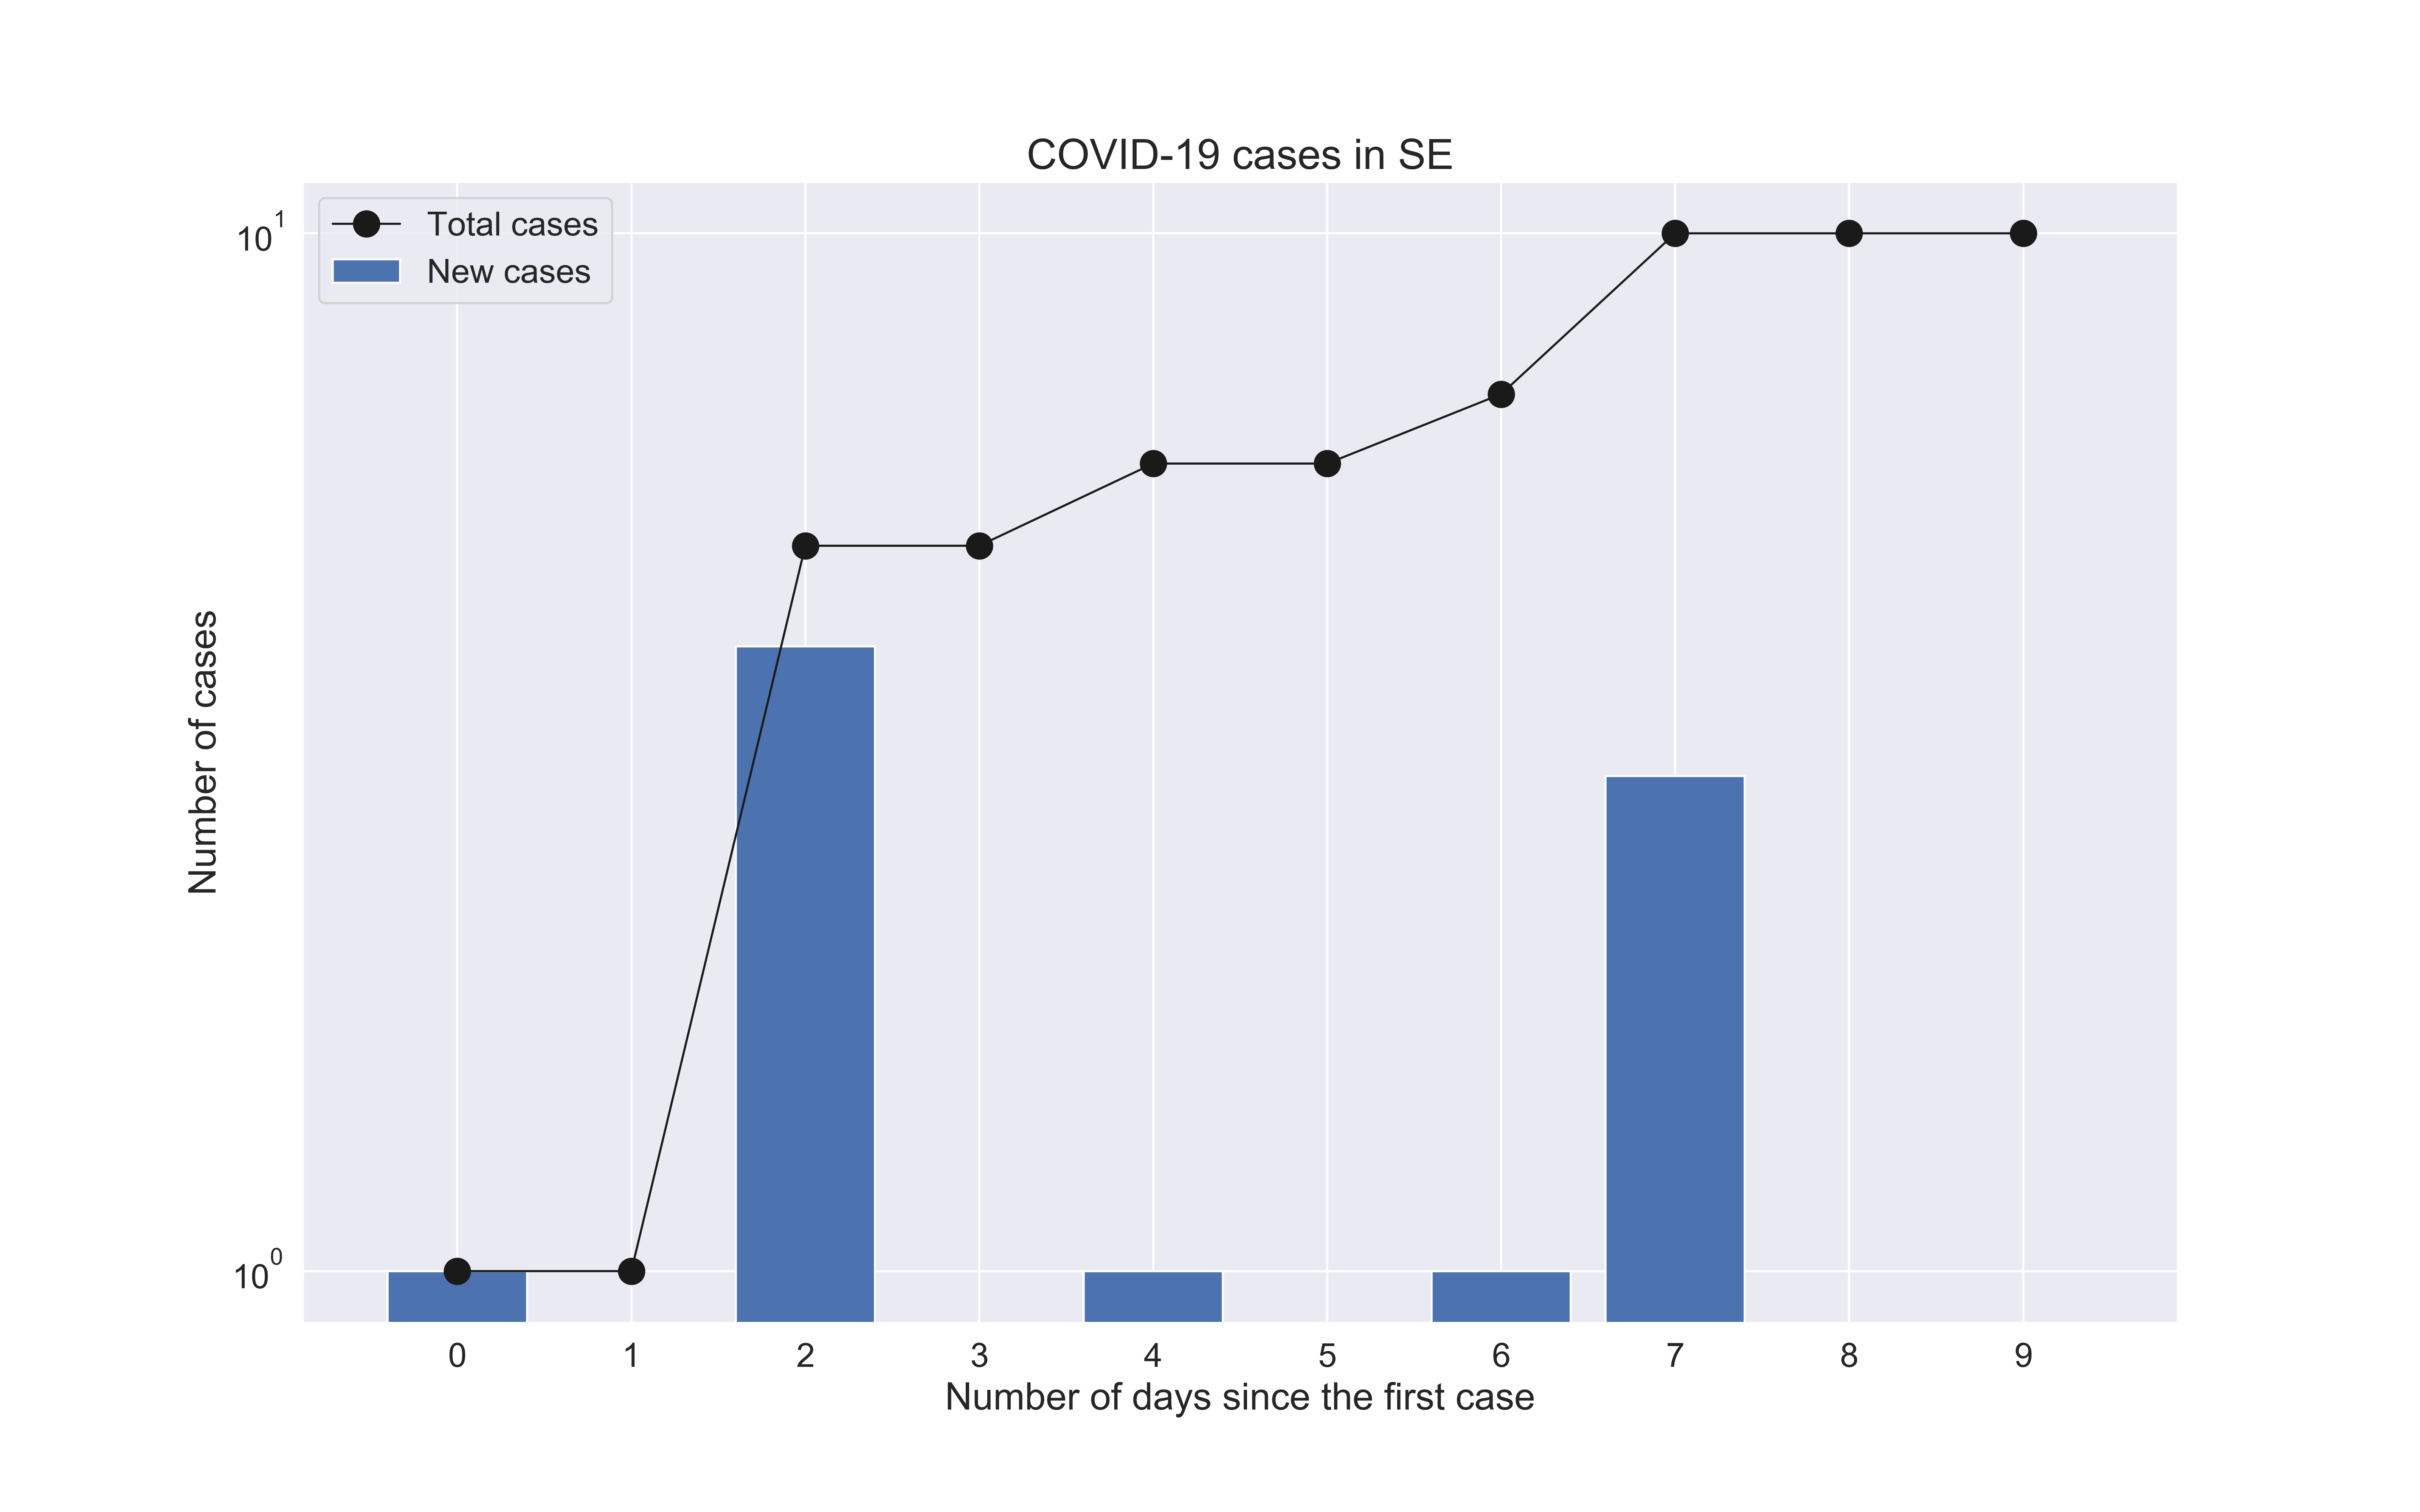 COVID-19 cases in SE
Total cases
New cases
10^1
10^0
Number of cases
0 1 2 3 4 5 6 7 8 9
Number of days since the first case